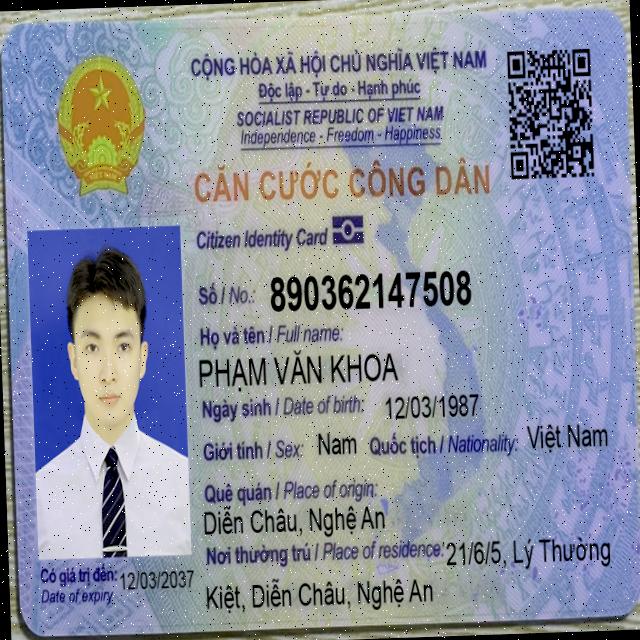 CỘNG HÒA XÃ HỘI CHỦ NGHĨA VIỆT NAM
Độc lập - Tự do - Hạnh phúc
SOCIALIST REPUBLIC OF VIET NAM
Independence - Freedom - Happiness
CĂN CƯỚC CÔNG DÂN
Citizen Identity Card
Số / No.: 890362147508
Họ và tên / Full name:
PHẠM VĂN KHOA
Ngày sinh / Date of birth: 12/03/1987
Giới tính / Sex: Nam Quốc tịch / Nationality: Việt Nam
Quê quán / Place of origin:
Diễn Châu, Nghệ An
Nơi thường trú / Place of residence: 21/6/5, Lý Thường
Kiệt, Diễn Châu, Nghệ An
Có giá trị đến: 12/03/2037
Date of expiry